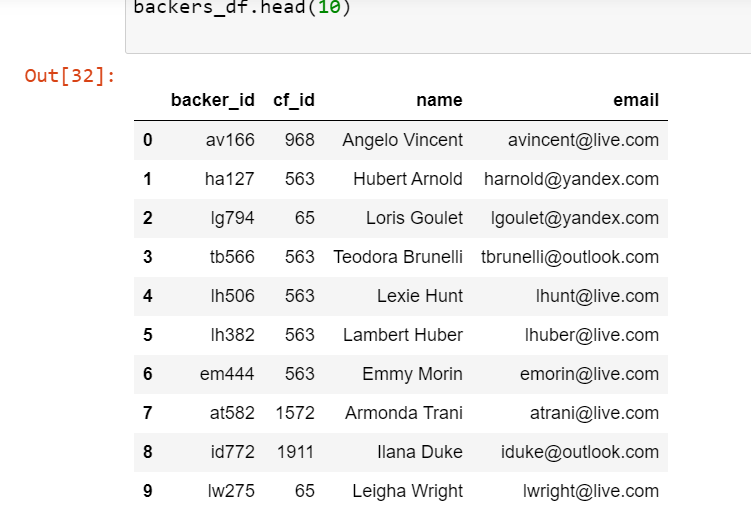 backers_df.head(10)
Out[32]:
backer_id cf_id name email
0 av166 968 Angelo Vincent avincent@live.com
1 ha127 563 Hubert Arnold harnold@yandex.com
2 lg794 65 Loris Goulet lgoulet@yandex.com
3 tb566 563 Teodora Brunelli tbrunelli@outlook.com
4 lh506 563 Lexie Hunt lhunt@live.com
5 lh382 563 Lambert Huber lhuber@live.com
6 em444 563 Emmy Morin emorin@live.com
7 at582 1572 Armonda Trani atrani@live.com
8 id772 1911 Ilana Duke iduke@outlook.com
9 lw275 65 Leigha Wright lwright@live.com